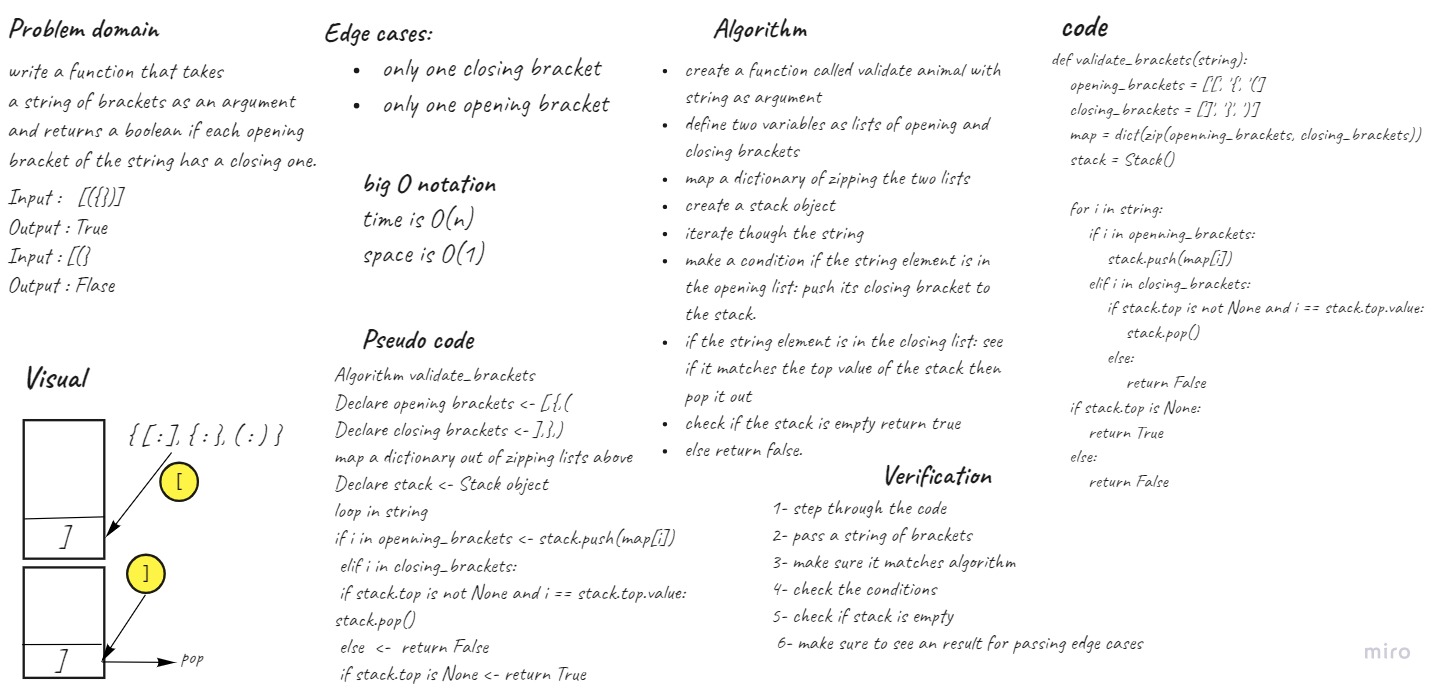 Problem domain
write a function that takes
a string of brackets as an argument
and returns a boolean if each opening
bracket of the string has a closing one.
Input : [({})]
Output : True
Input : [(}
Output : Flase
Visual
{ [ : ], { : }, ( : ) }
[
]
]
]
pop
Edge cases:
• only one closing bracket
• only one opening bracket
big O notation
time is O(n)
space is O(1)
Pseudo code
Algorithm validate_brackets
Declare opening brackets <- [,{,(
Declare closing brackets <- ],},)
map a dictionary out of zipping lists above
Declare stack <- Stack object
loop in string
if i in openning_brackets <- stack.push(map[i])
elif i in closing_brackets:
if stack.top is not None and i == stack.top.value:
stack.pop()
else <- return False
if stack.top is None <- return True
Algorithm
• create a function called validate animal with
string as argument
• define two variables as lists of opening and
closing brackets
• map a dictionary of zipping the two lists
• create a stack object
• iterate though the string
• make a condition if the string element is in
the opening list: push its closing bracket to
the stack.
• if the string element is in the closing list: see
if it matches the top value of the stack then
pop it out
• check if the stack is empty return true
• else return false.
Verification
1- step through the code
2- pass a string of brackets
3- make sure it matches algorithm
4- check the conditions
5- check if stack is empty
6- make sure to see an result for passing edge cases
code
def validate_brackets(string):
opening_brackets = ['[', '{', '(']
closing_brackets = [']', '}', ')']
map = dict(zip(openning_brackets, closing_brackets))
stack = Stack()
for i in string:
if i in openning_brackets:
stack.push(map[i])
elif i in closing_brackets:
if stack.top is not None and i == stack.top.value:
stack.pop()
else:
return False
if stack.top is None:
return True
else:
return False
miro